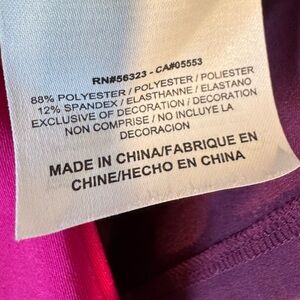 RN#56323 - CA#05553
88% POLYESTER / POLYESTER / POLIESTER
12% SPANDEX / ELASTHANNE / ELASTANO
EXCLUSIVE OF DECORATION / DECORATION
NON COMPRISE / NO INCLUYE LA
DECORACION
MADE IN CHINA/FABRIQUE EN
CHINE/HECHO EN CHINA